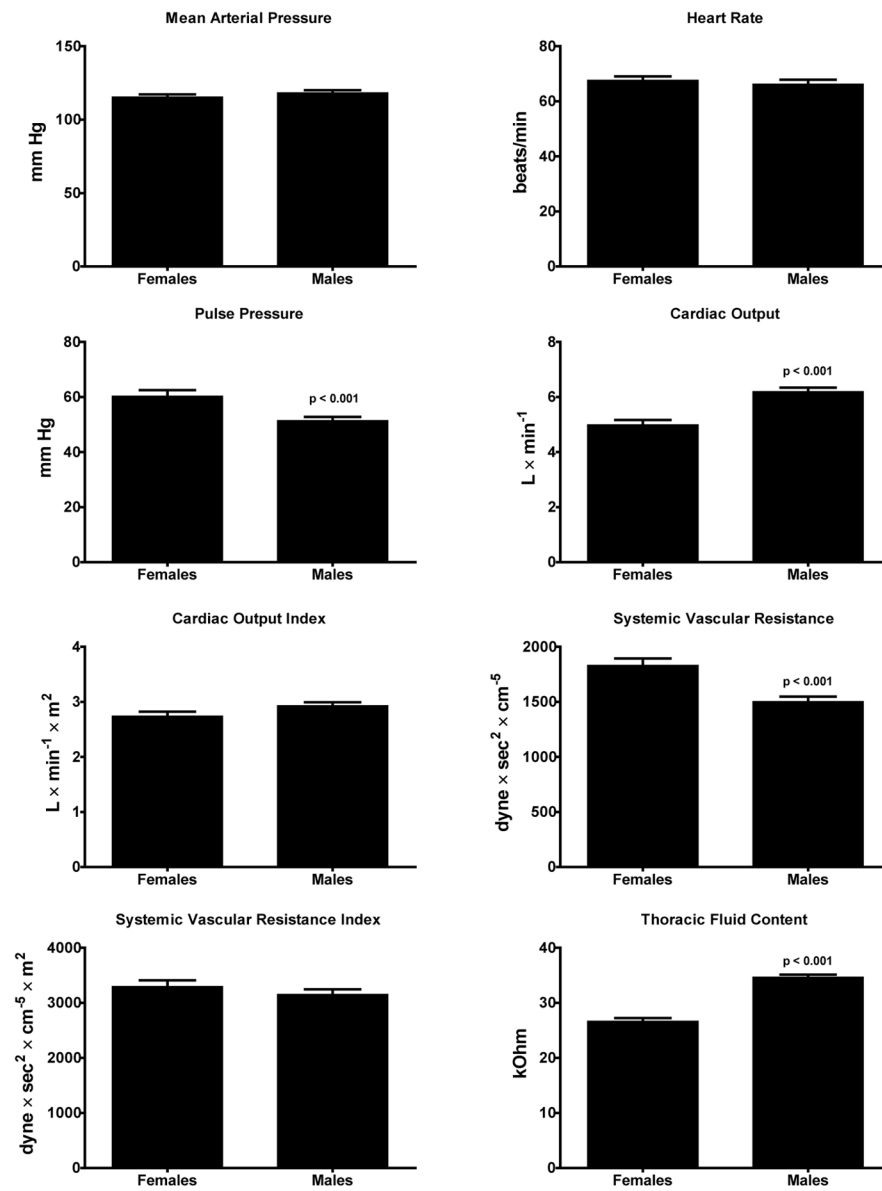 Mean Arterial Pressure
150
100
50
0
mm Hg
Females
Males
Heart Rate
80
60
40
20
0
beats/min
Females
Males
Pulse Pressure
80
60
40
20
0
mm Hg
p < 0.001
Females
Males
Cardiac Output
8
6
4
2
0
L × min⁻¹
p < 0.001
Females
Males
Cardiac Output Index
4
3
2
1
0
L × min⁻¹ × m²
Females
Males
Systemic Vascular Resistance
2000
1500
1000
500
0
dyne × sec² × cm⁻⁵
p < 0.001
Females
Males
Systemic Vascular Resistance Index
4000
3000
2000
1000
0
dyne × sec² × cm⁻⁵ × m²
Females
Males
Thoracic Fluid Content
40
30
20
10
0
kOhm
p < 0.001
Females
Males